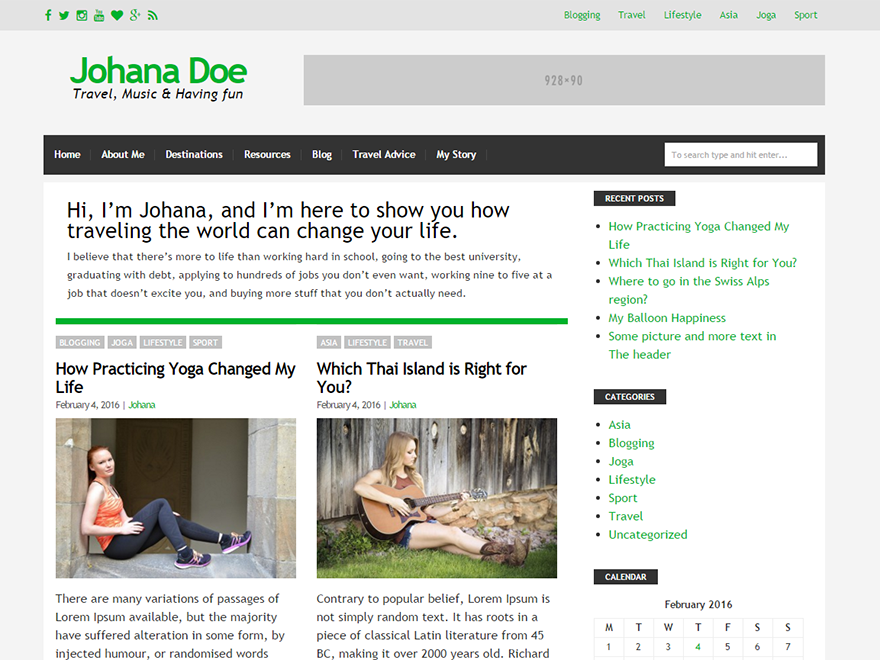 Blogging Travel Lifestyle Asia Joga Sport
Johana Doe
Travel, Music & Having fun
928×90
Home About Me Destinations Resources Blog Travel Advice My Story
To search type and hit enter...
Hi, I'm Johana, and I'm here to show you how
traveling the world can change your life.
I believe that there's more to life than working hard in school, going to the best university,
graduating with debt, applying to hundreds of jobs you don't even want, working nine to five at a
job that doesn't excite you, and buying more stuff that you don't actually need.
BLOGGING JOGA LIFESTYLE SPORT
How Practicing Yoga Changed My
Life
February 4, 2016 | Johana
There are many variations of passages of
Lorem Ipsum available, but the majority
have suffered alteration in some form, by
injected humour, or randomised words
ASIA LIFESTYLE TRAVEL
Which Thai Island is Right for
You?
February 4, 2016 | Johana
Contrary to popular belief, Lorem Ipsum is
not simply random text. It has roots in a
piece of classical Latin literature from 45
BC, making it over 2000 years old. Richard
RECENT POSTS
How Practicing Yoga Changed My
Life
Which Thai Island is Right for You?
Where to go in the Swiss Alps
region?
My Balloon Happiness
Some picture and more text in
The header
CATEGORIES
Asia
Blogging
Joga
Lifestyle
Sport
Travel
Uncategorized
CALENDAR
February 2016
M T W T F S S
1 2 3 4 5 6 7